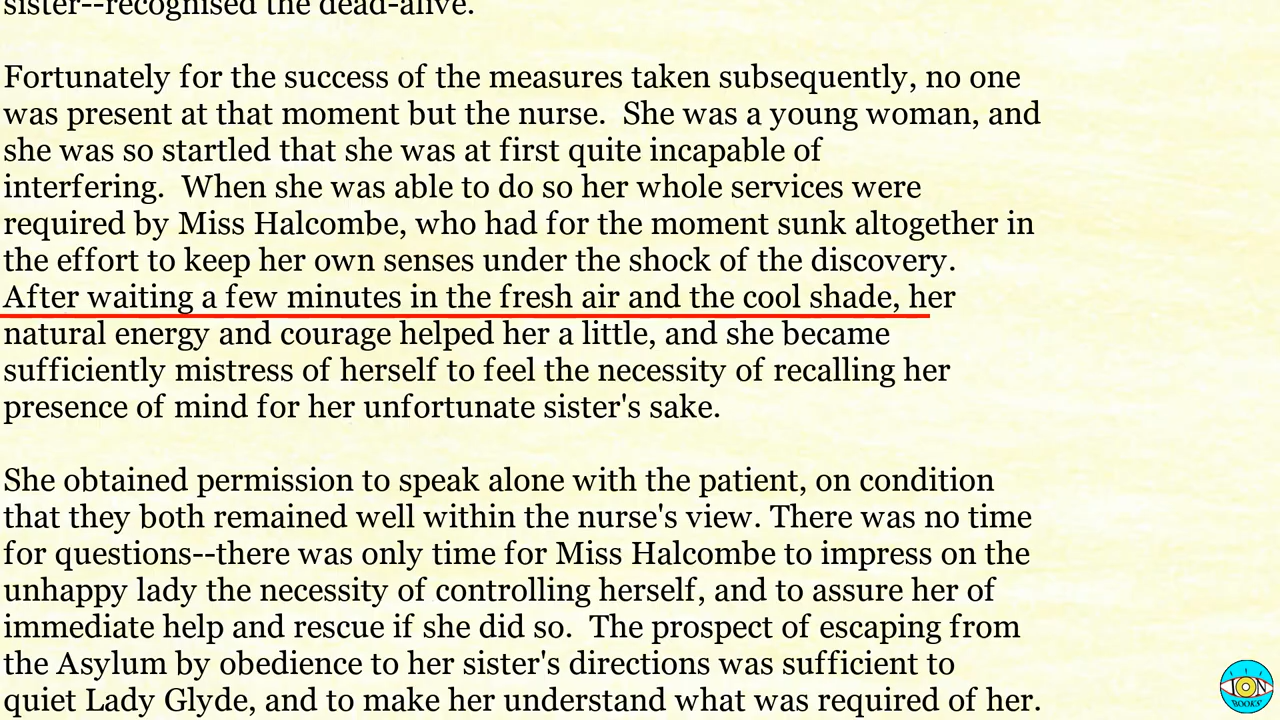 sister--recognised the dead-alive.
Fortunately for the success of the measures taken subsequently, no one
was present at that moment but the nurse.  She was a young woman, and
she was so startled that she was at first quite incapable of
interfering.  When she was able to do so her whole services were
required by Miss Halcombe, who had for the moment sunk altogether in
the effort to keep her own senses under the shock of the discovery.
After waiting a few minutes in the fresh air and the cool shade, her
natural energy and courage helped her a little, and she became
sufficiently mistress of herself to feel the necessity of recalling her
presence of mind for her unfortunate sister's sake.
She obtained permission to speak alone with the patient, on condition
that they both remained well within the nurse's view. There was no time
for questions--there was only time for Miss Halcombe to impress on the
unhappy lady the necessity of controlling herself, and to assure her of
immediate help and rescue if she did so.  The prospect of escaping from
the Asylum by obedience to her sister's directions was sufficient to
quiet Lady Glyde, and to make her understand what was required of her.
ION
BOOKS